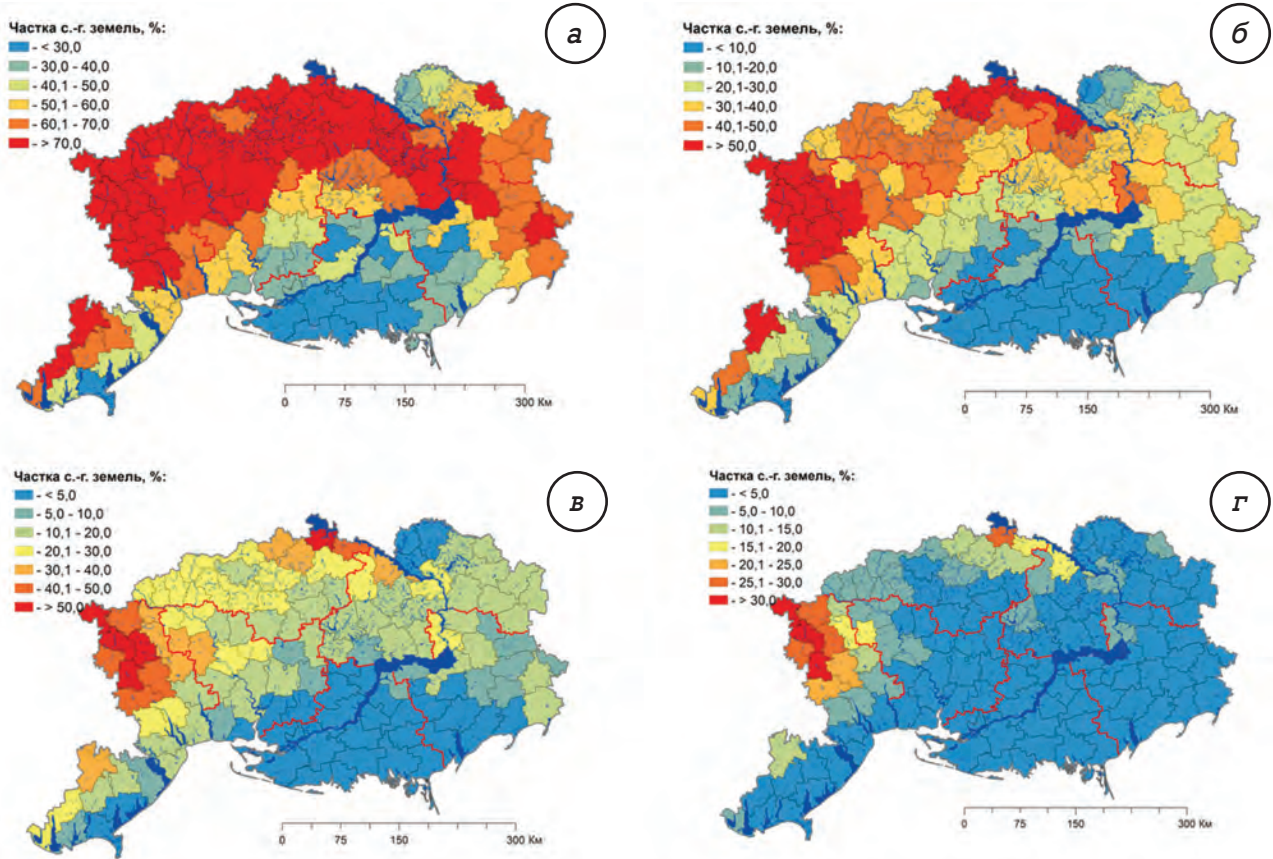 Частка с.-г. земель, %:
- < 30,0
- 30,0 - 40,0
- 40,1 - 50,0
- 50,1 - 60,0
- 60,1 - 70,0
- > 70,0
а
0 75 150 300 Км
Частка с.-г. земель, %:
- < 10,0
- 10,1-20,0
- 20,1-30,0
- 30,1-40,0
- 40,1-50,0
- > 50,0
б
0 75 150 300 Км
Частка с.-г. земель, %:
- < 5,0
- 5,0 - 10,0
- 10,1 - 20,0
- 20,1 - 30,0
- 30,1 - 40,0
- 40,1 - 50,0
- > 50,0
в
0 75 150 300 Км
Частка с.-г. земель, %:
- < 5,0
- 5,0 - 10,0
- 10,1 - 15,0
- 15,1 - 20,0
- 20,1 - 25,0
- 25,1 - 30,0
- > 30,0
г
0 75 150 300 Км